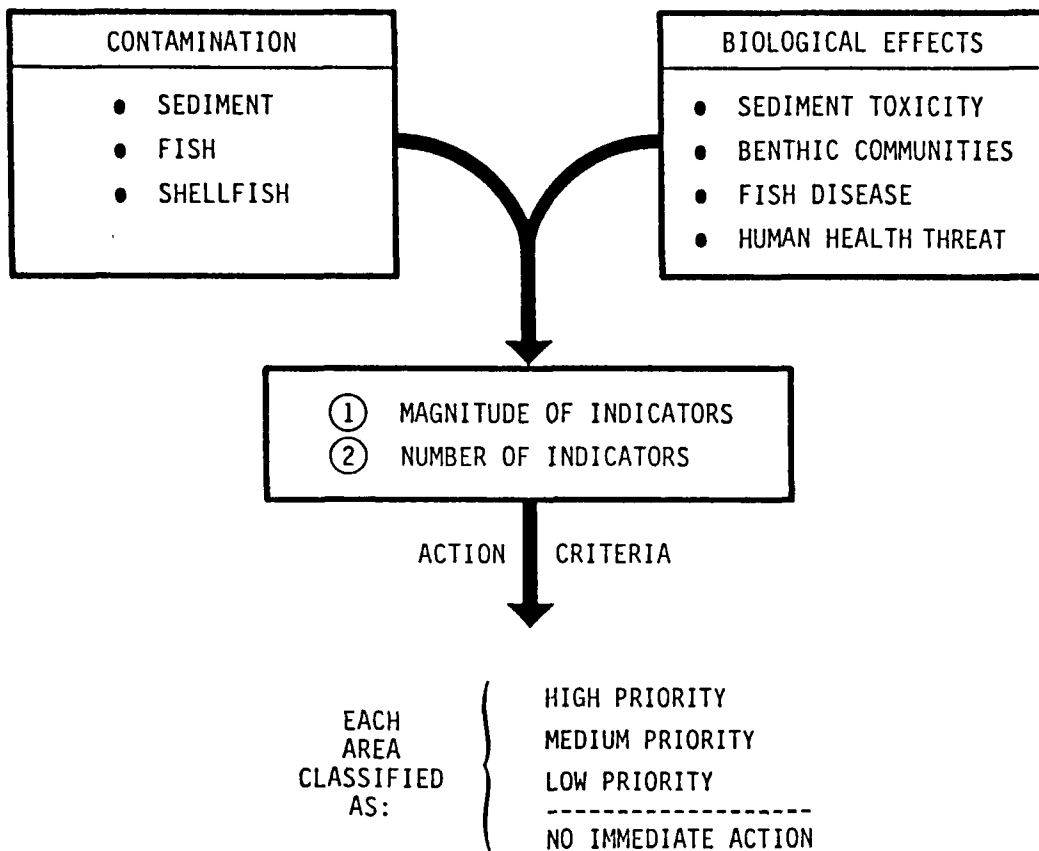 CONTAMINATION
• SEDIMENT
• FISH
• SHELLFISH
BIOLOGICAL EFFECTS
• SEDIMENT TOXICITY
• BENTHIC COMMUNITIES
• FISH DISEASE
• HUMAN HEALTH THREAT
① MAGNITUDE OF INDICATORS
② NUMBER OF INDICATORS
ACTION CRITERIA
EACH
AREA
CLASSIFIED
AS:
HIGH PRIORITY
MEDIUM PRIORITY
LOW PRIORITY
NO IMMEDIATE ACTION